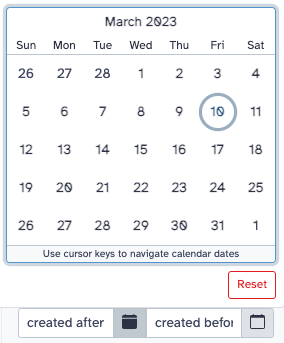 March 2023
Sun Mon Tue Wed Thu Fri Sat
26 27 28 1 2 3 4
5 6 7 8 9 10 11
12 13 14 15 16 17 18
19 20 21 22 23 24 25
26 27 28 29 30 31 1
Use cursor keys to navigate calendar dates
Reset
created after created befor